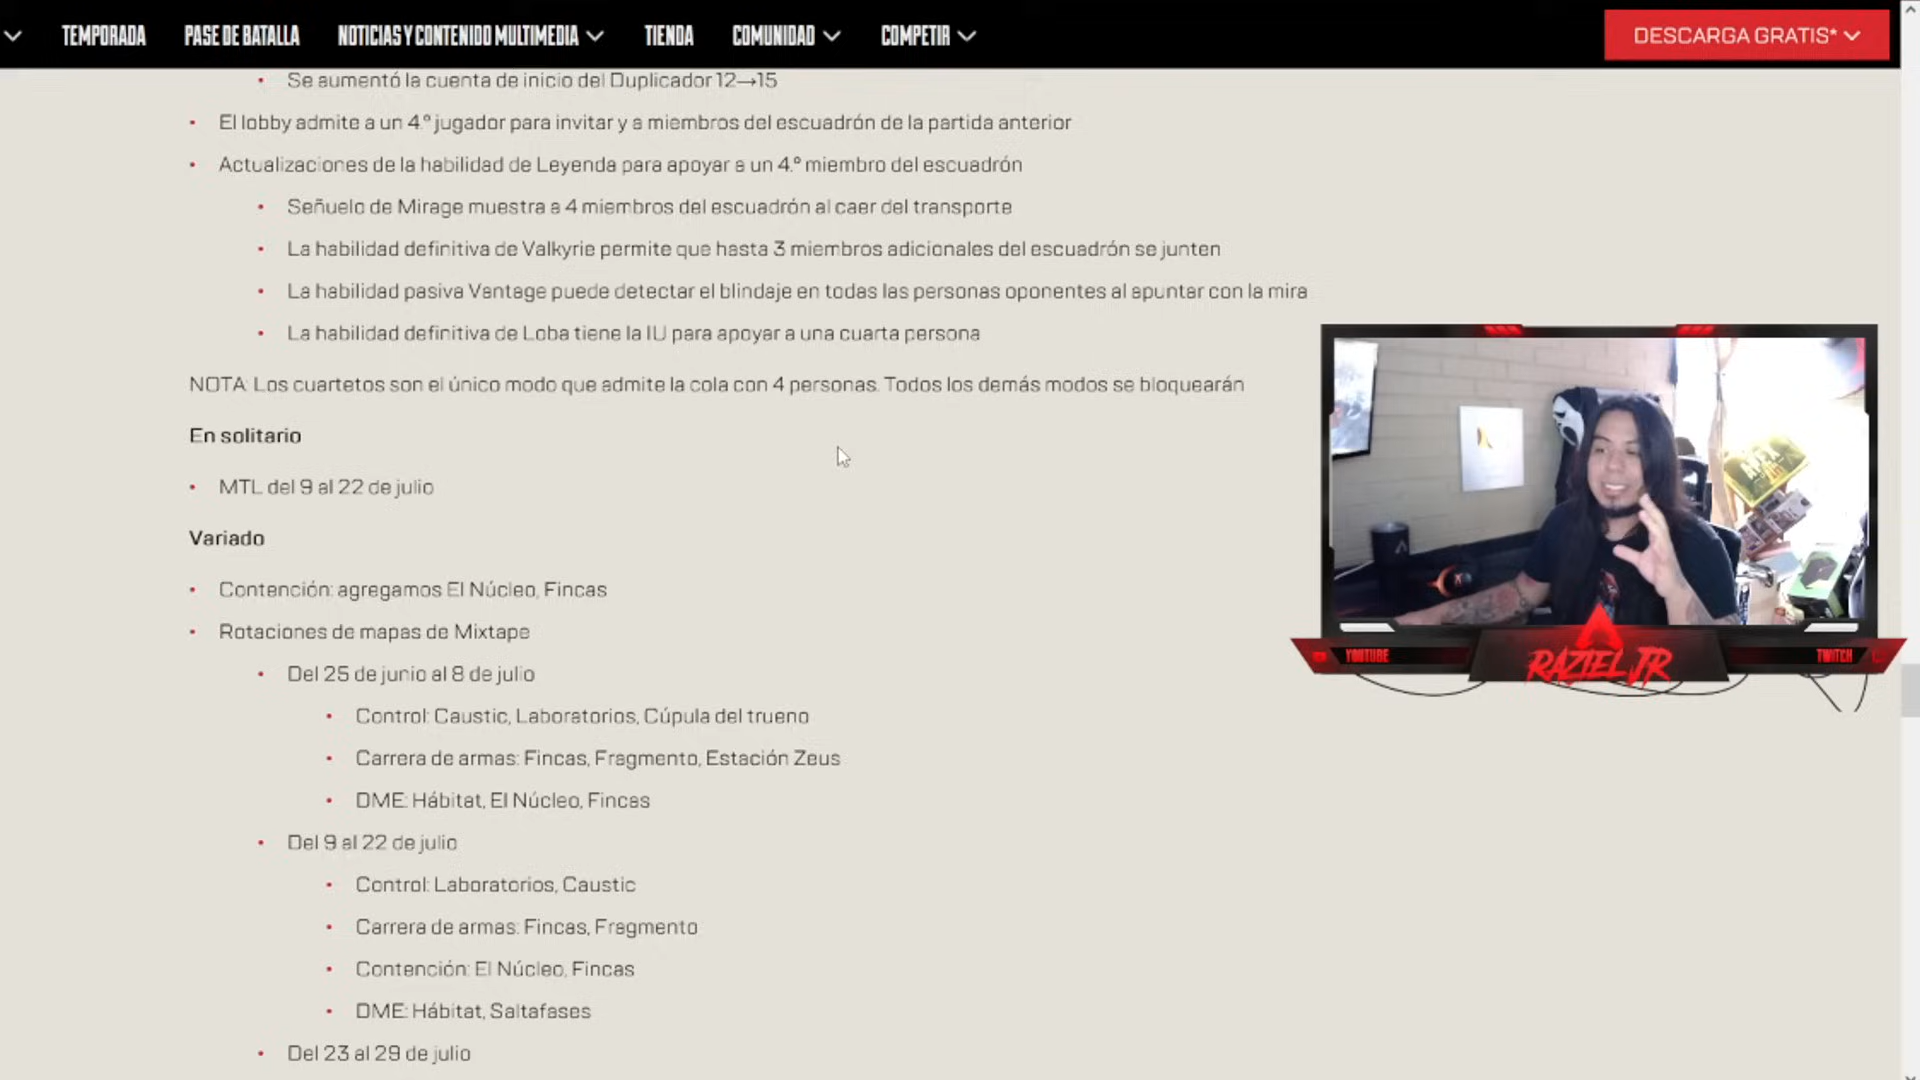 TEMPORADA PASE DE BATALLA NOTICIAS Y CONTENIDO MULTIMEDIA TIENDA COMUNIDAD COMPETIR DESCARGA GRATIS*
• Se aumentó la cuenta de inicio del Duplicador 12→15
• El lobby admite a un 4.º jugador para invitar y a miembros del escuadrón de la partida anterior
• Actualizaciones de la habilidad de Leyenda para apoyar a un 4.º miembro del escuadrón
• Señuelo de Mirage muestra a 4 miembros del escuadrón al caer del transporte
• La habilidad definitiva de Valkyrie permite que hasta 3 miembros adicionales del escuadrón se junten
• La habilidad pasiva Vantage puede detectar el blindaje en todas las personas oponentes al apuntar con la mira
• La habilidad definitiva de Loba tiene la IU para apoyar a una cuarta persona
NOTA: Los cuartetos son el único modo que admite la cola con 4 personas. Todos los demás modos se bloquearán
En solitario
• MTL del 9 al 22 de julio
Variado
• Contención: agregamos El Núcleo, Fincas
• Rotaciones de mapas de Mixtape
• Del 25 de junio al 8 de julio
• Control: Caustic, Laboratorios, Cúpula del trueno
• Carrera de armas: Fincas, Fragmento, Estación Zeus
• DME: Hábitat, El Núcleo, Fincas
• Del 9 al 22 de julio
• Control: Laboratorios, Caustic
• Carrera de armas: Fincas, Fragmento
• Contención: El Núcleo, Fincas
• DME: Hábitat, Saltafases
• Del 23 al 29 de julio
YOUTUBE RAZIEL JR TWITCH